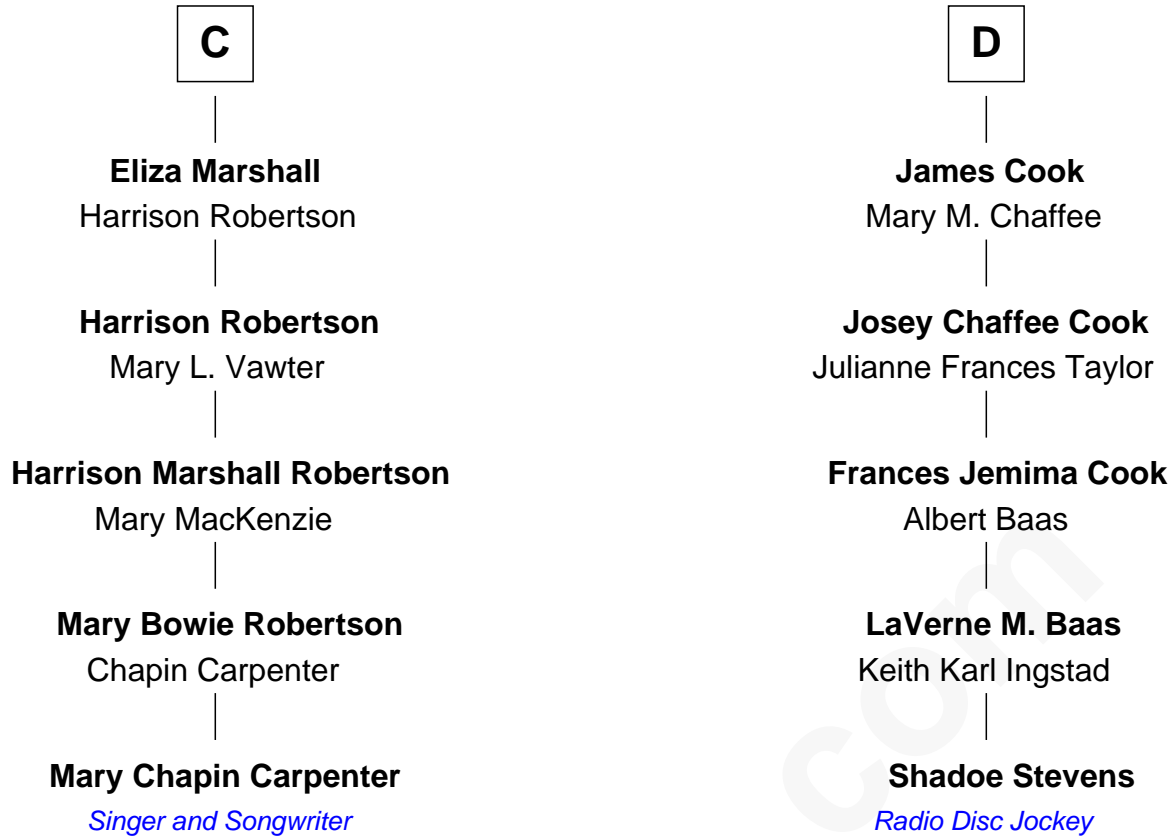 C
Eliza Marshall
Harrison Robertson
Harrison Robertson
Mary L. Vawter
Harrison Marshall Robertson
Mary MacKenzie
Mary Bowie Robertson
Chapin Carpenter
Mary Chapin Carpenter
Singer and Songwriter
D
James Cook
Mary M. Chaffee
Josey Chaffee Cook
Julianne Frances Taylor
Frances Jemima Cook
Albert Baas
LaVerne M. Baas
Keith Karl Ingstad
Shadoe Stevens
Radio Disc Jockey
com